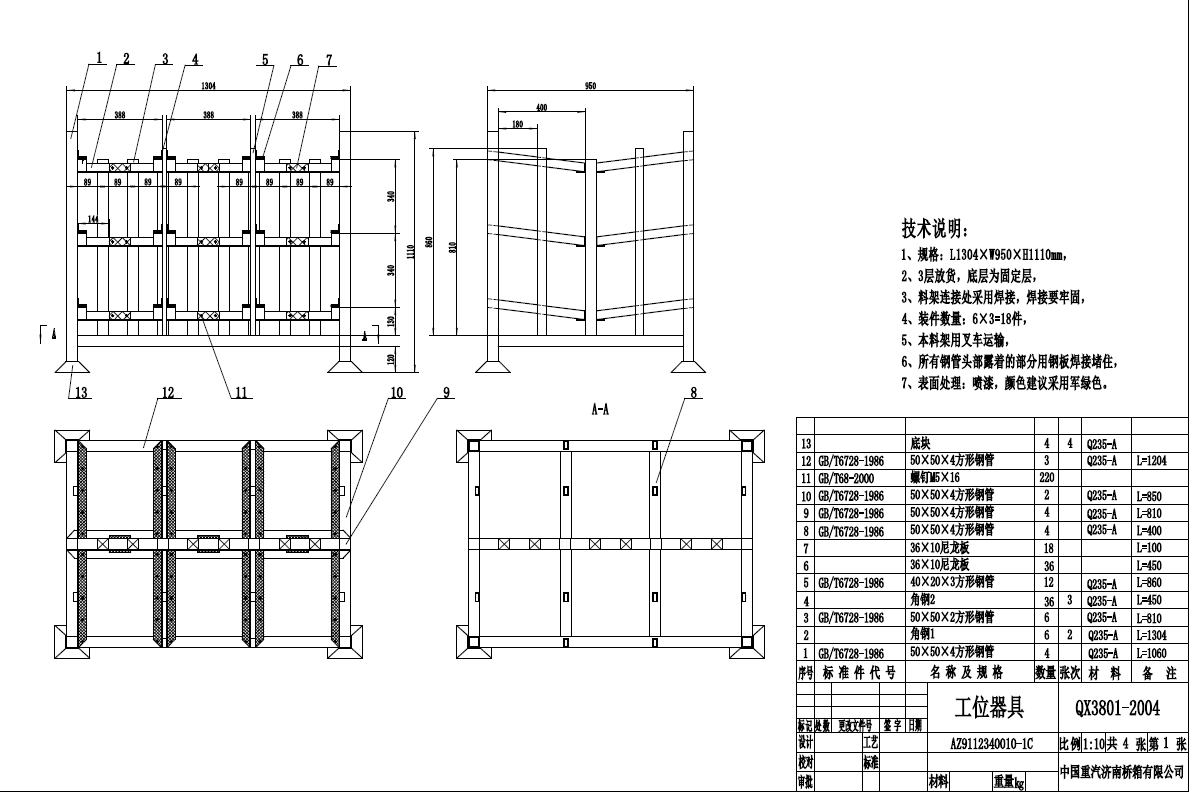 1 2 3 4 5 6 7
1304
388 388 388
89 89 89 89 89 89 89 89
144
340
340
130
120
1110
A A
13 12 11 10 9
950
400
180
860
810
A-A
8
技术说明:
1、规格: L1304×W950×H1110mm,
2、3层放货, 底层为固定层,
3、料架连接处采用焊接, 焊接要牢固,
4、装件数量: 6×3=18件,
5、本料架用叉车运输,
6、所有钢管头部露着的部分用钢板焊接堵住,
7、表面处理: 喷漆, 颜色建议采用军绿色。
13 底块 4 4 Q235-A
12 GB/T6728-1986 50×50×4方形钢管 3 Q235-A L=1204
11 GB/T68-2000 螺钉M5×16 220
10 GB/T6728-1986 50×50×4方形钢管 2 Q235-A L=850
9 GB/T6728-1986 50×50×4方形钢管 4 Q235-A L=810
8 GB/T6728-1986 50×50×4方形钢管 4 Q235-A L=400
7 36×10尼龙板 18 L=100
6 36×10尼龙板 36 L=450
5 GB/T6728-1986 40×20×3方形钢管 12 Q235-A L=860
4 角钢2 36 3 Q235-A L=450
3 GB/T6728-1986 50×50×2方形钢管 6 Q235-A L=810
2 角钢1 6 2 Q235-A L=1304
1 GB/T6728-1986 50×50×4方形钢管 4 Q235-A L=1060
序号 标准件代号 名称及规格 数量 张次 材料 备注
工位器具 QX3801-2004
标记 处数 更改文件号 签字 日期
设计 工艺 AZ9112340010-1C 比例 1:10 共 4 张 第 1 张
校对 标准
审批 材料 重量kg 中国重汽济南桥箱有限公司